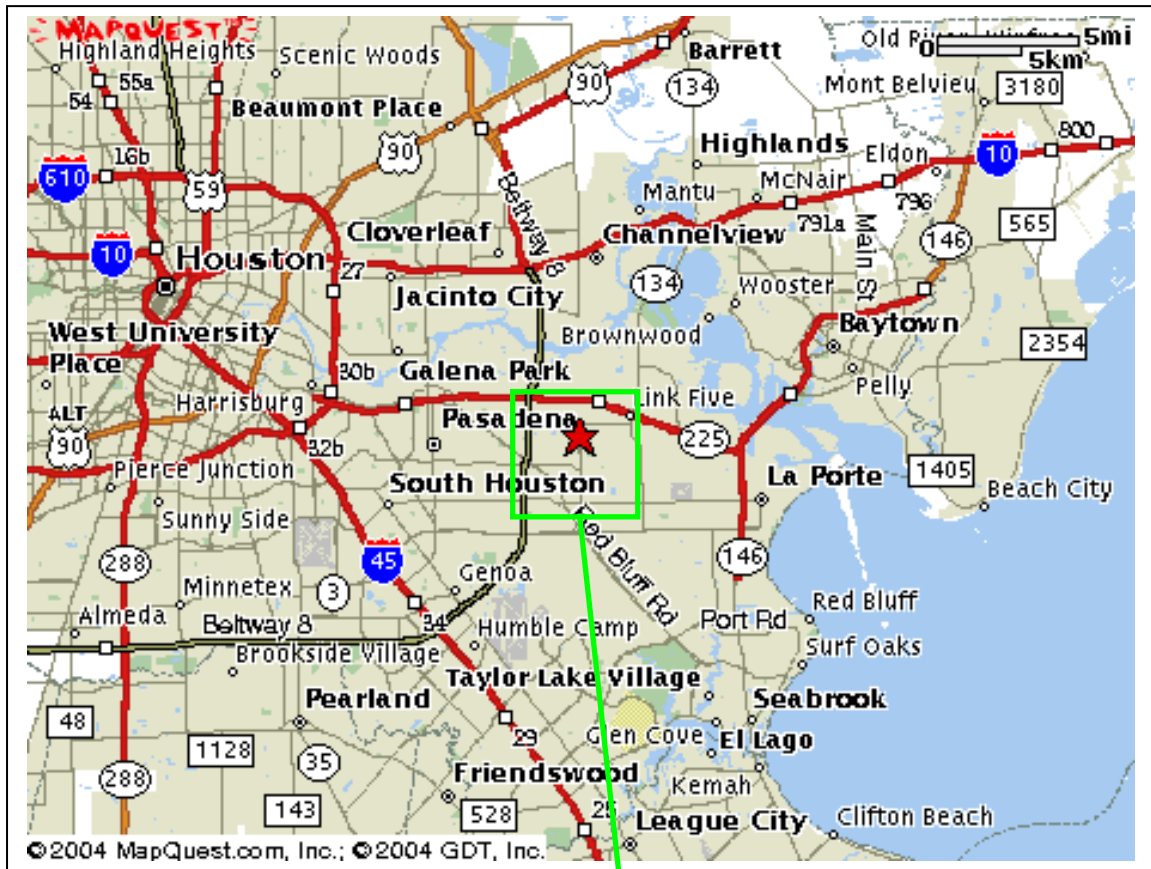 MAPQUEST
Old River-Winfree
0 5mi
5km
Highland Heights
Scenic Woods
Barrett
55a
54
90
134
Mont Belvieu
3180
Beaumont Place
16b
90
Highlands
Eldon
10
800
610
59
Beltway 8
Mantu
McNair
796
791a
Main St
565
Cloverleaf
Channelview
146
10
Houston
27
134
Jacinto City
Wooster
West University
Place
Brownwood
Baytown
2354
30b
Galena Park
Pelly
Harrisburg
Link Five
ALT
90
Pasadena
225
32b
1405
Pierce Junction
South Houston
La Porte
Beach City
Sunny Side
Red Bluff Rd
288
45
146
Genoa
Minnetex
3
Almeda
34
Red Bluff
Beltway 8
Humble Camp
Port Rd
Brookside Village
Surf Oaks
Taylor Lake Village
Pearland
Seabrook
48
1128
29
Glen Cove
El Lago
35
288
Friendswood
Kemah
143
528
25
League City
Clifton Beach
©2004 MapQuest.com, Inc.; ©2004 GDT, Inc.